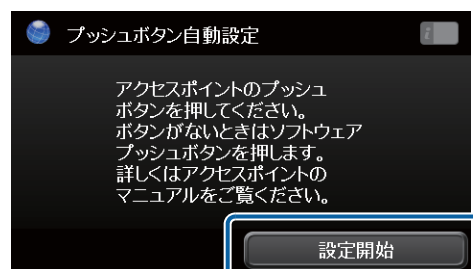 プッシュボタン自動設定
i
アクセスポイントのプッシュ
ボタンを押してください。
ボタンがないときはソフトウェア
プッシュボタンを押します。
詳しくはアクセスポイントの
マニュアルをご覧ください。
設定開始